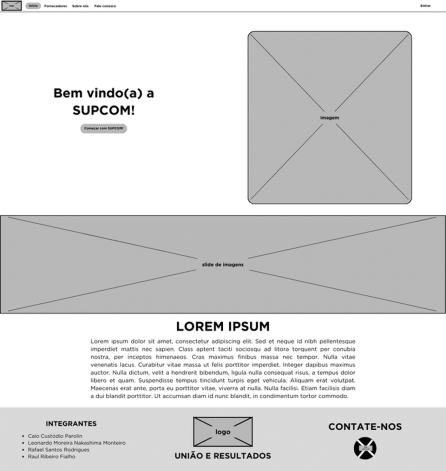 logo Início Fornecedores Sobre nós Fale conosco Entrar
Bem vindo(a) a
SUPCOM!
Começar com SUPCOM!
imagem
slide de imagens
LOREM IPSUM
Lorem ipsum dolor sit amet, consectetur adipiscing elit. Sed et neque id nibh pellentesque
imperdiet mattis nec sapien. Class aptent taciti sociosqu ad litora torquent per conubia
nostra, per inceptos himenaeos. Cras maximus finibus massa nec tempor. Nulla vitae
venenatis lacus. Curabitur vitae massa ut felis porttitor imperdiet. Integer dapibus maximus
auctor. Nulla dictum, velit a hendrerit bibendum, ligula nulla consequat risus, a tempus dolor
libero et quam. Suspendisse tempus tincidunt turpis eget vehicula. Aliquam erat volutpat.
Maecenas erat ante, porta eu porttitor vitae, viverra at nulla. Nulla facilisi. Etiam facilisis diam
a diam blandit porttitor. Ut accumsan diam id nunc blandit, in condimentum tortor commodo.
INTEGRANTES
Caio Custódio Parolin
Leonardo Moreira Nakashima Monteiro
Rafael Santos Rodrigues
Raul Ribeiro Fialho
logo
UNIÃO E RESULTADOS
CONTATE-NOS